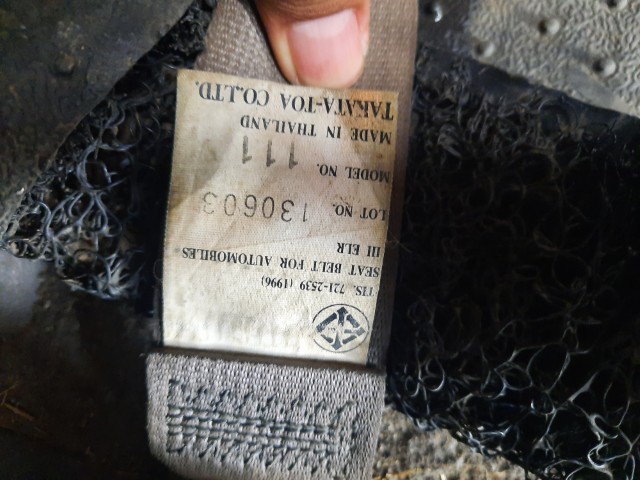 TIS. 721-2539 (1996)
SEAT BELT FOR AUTOMOBILES
III ELR
LOT NO. 130603
MODEL NO. 111
MADE IN THAILAND
TAKATA-TOA CO.,LTD.